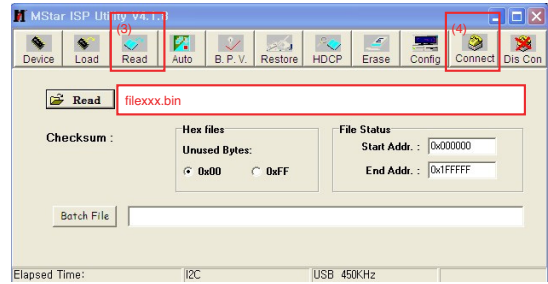 MStar ISP Utility V4.1.8
(3) (4)
Device Load Read Auto B. P. V. Restore HDCP Erase Config Connect Dis Con
Read filexxx.bin
Checksum :
Hex files
Unused Bytes:
0x00 0xFF
File Status
Start Addr. : 0x000000
End Addr. : 0x1FFFFF
Batch File
Elapsed Time: I2C USB 450KHz